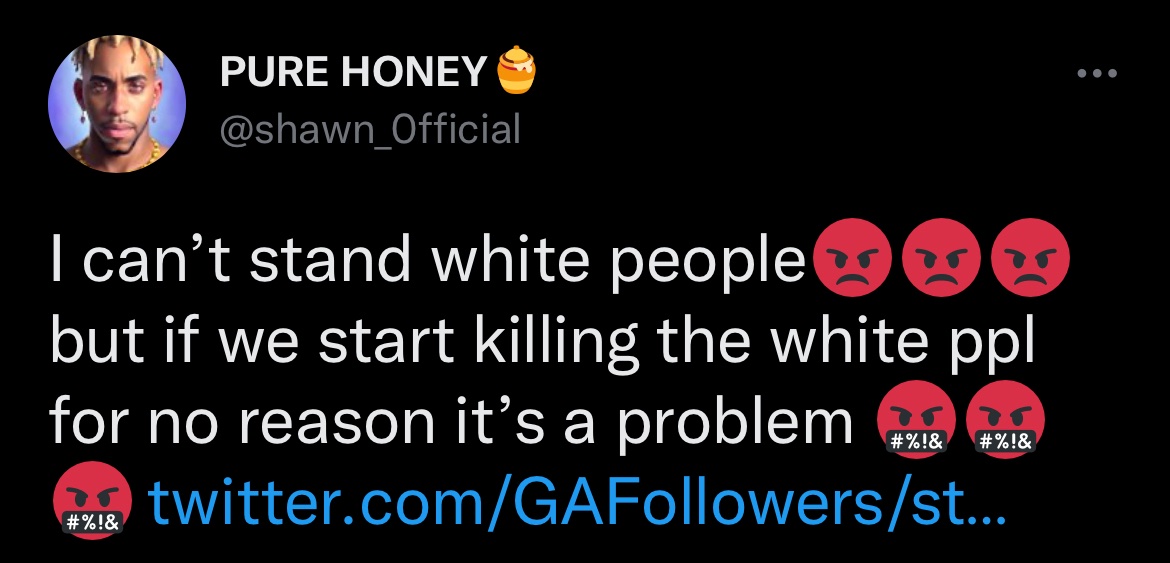 PURE HONEY🍯
@shawn_0fficial
I can’t stand white people😡😡😡
but if we start killing the white ppl
for no reason it’s a problem 🤬🤬
🤬 twitter.com/GAFollowers/st…